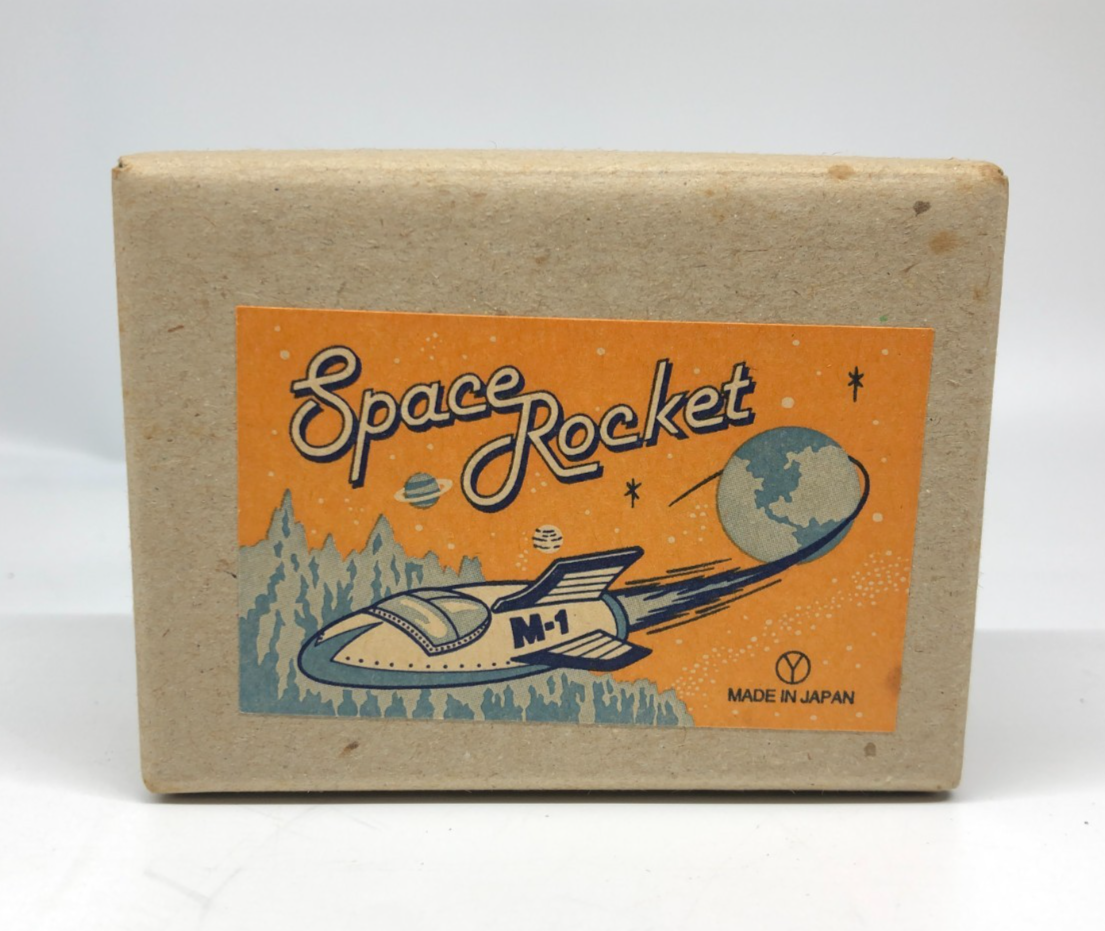 Space
Rocket
M-1
Y
MADE IN JAPAN